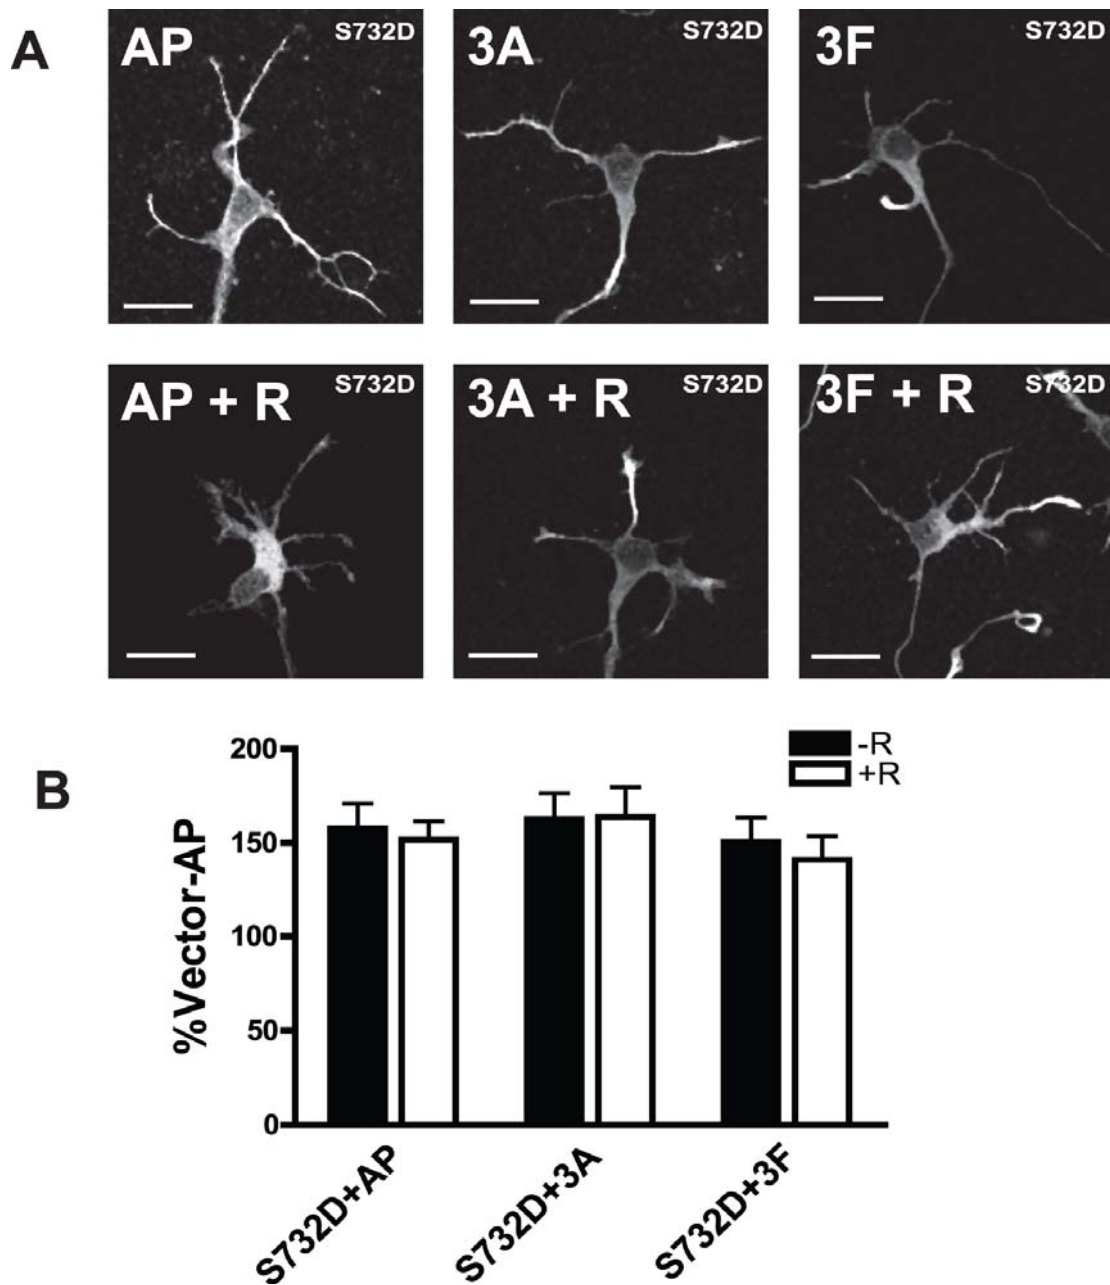 A
AP
S732D
3A
S732D
3F
S732D
AP + R
S732D
3A + R
S732D
3F + R
S732D
B
%Vector-AP
200
150
100
50
0
-R
+R
S732D+AP
S732D+3A
S732D+3F